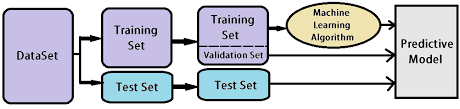 DataSet
Training
Set
Test Set
Training
Set
Validation Set
Test Set
Machine
Learning
Algorithm
Predictive
Model